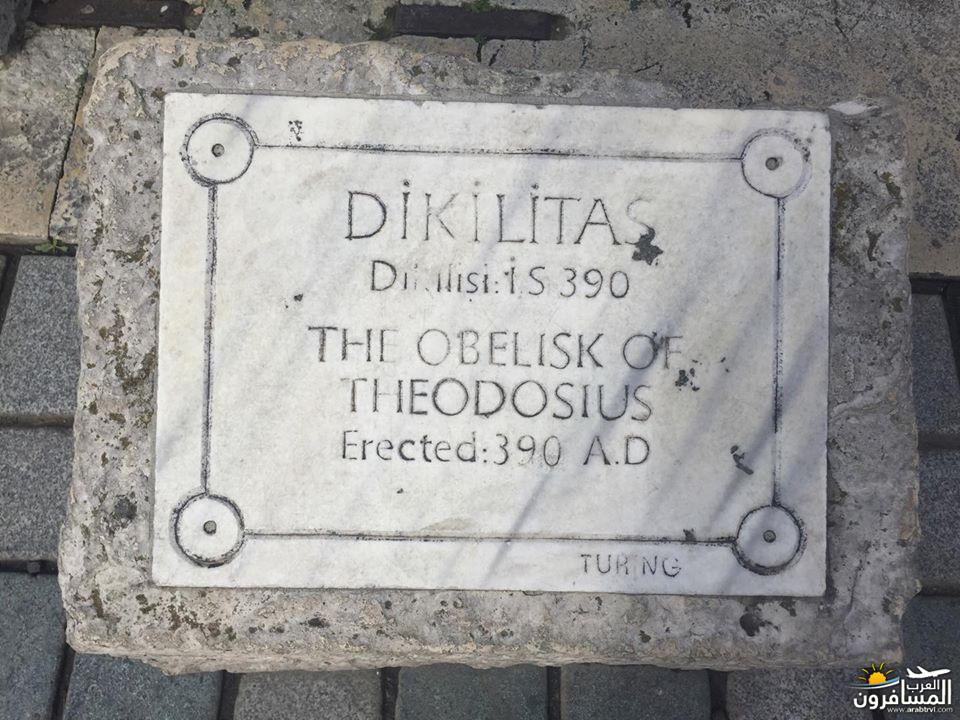 DİKİLİTAŞ
Dikilişi: İ.S 390
THE OBELISK OF
THEODOSIUS
Erected: 390 A.D
TURING
العرب
المسافرون
www.arabtrvl.com